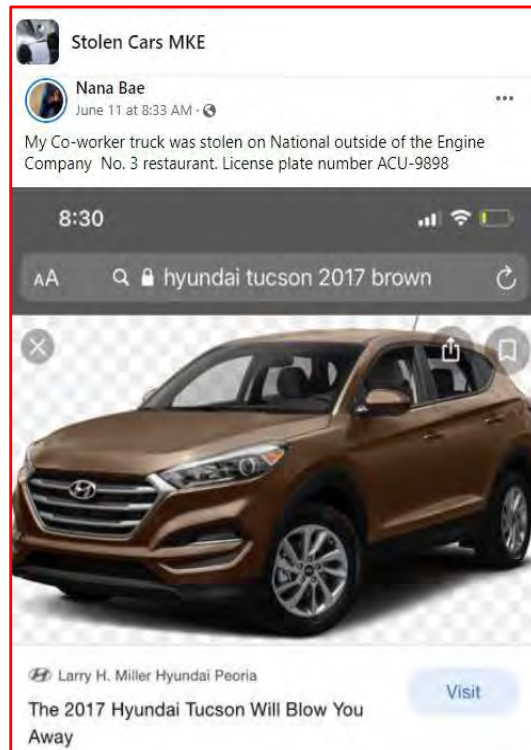 Stolen Cars MKE
Nana Bae
June 11 at 8:33 AM ·
My Co-worker truck was stolen on National outside of the Engine
Company No. 3 restaurant. License plate number ACU-9898
8:30
AA hyundai tucson 2017 brown
Larry H. Miller Hyundai Peoria
The 2017 Hyundai Tucson Will Blow You
Away
Visit